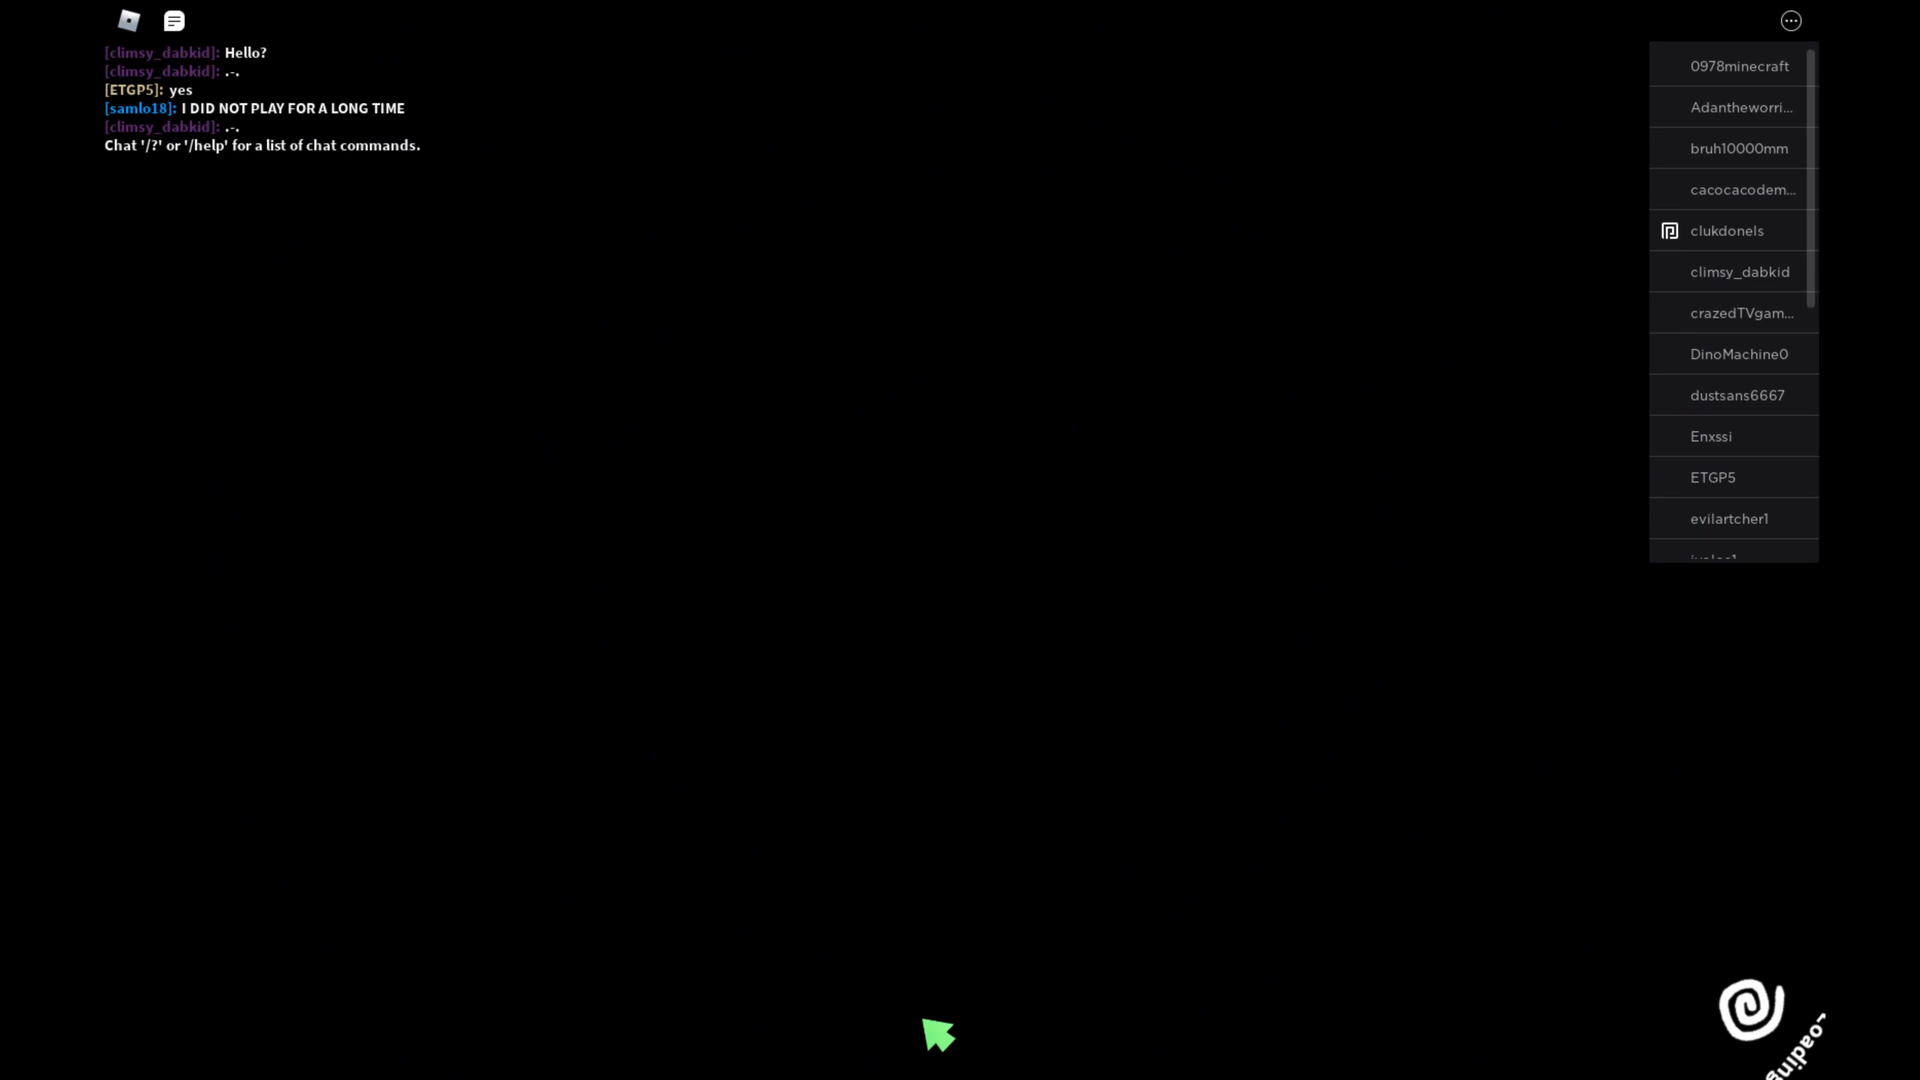 [climsy_dabkid]: Hello?
[climsy_dabkid]: .-.
[ETGP5]: yes
[samlo18]: I DID NOT PLAY FOR A LONG TIME
[climsy_dabkid]: .-.
Chat '/?' or '/help' for a list of chat commands.
0978minecraft
Adantheworri...
bruh10000mm
cacocacodem...
clukdonels
climsy_dabkid
crazedTVgam...
DinoMachine0
dustsans6667
Enxssi
ETGP5
evilartcher1